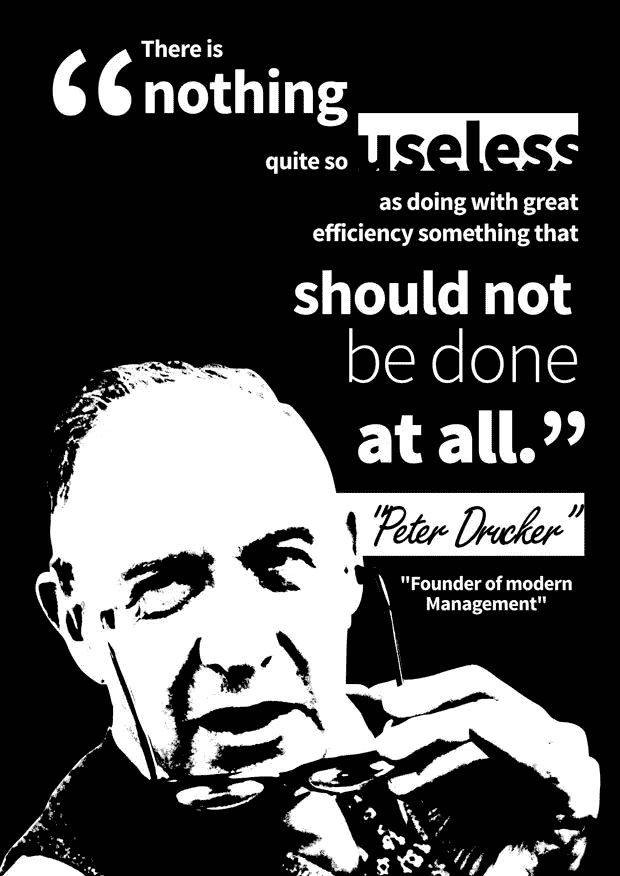 “There is
nothing
quite so useless
as doing with great
efficiency something that
should not
be done
at all.”
"Peter Drucker"
"Founder of modern
Management"